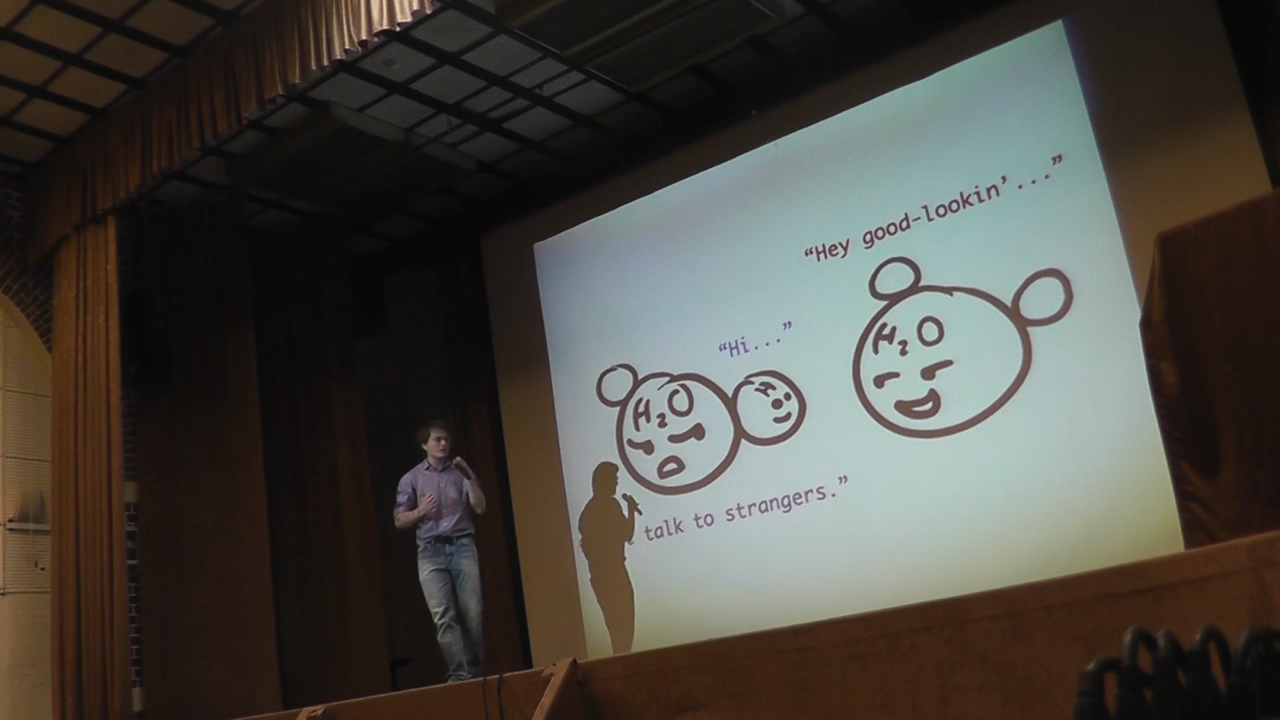 “Hey good-lookin’...”
“Hi...”
H₂O
H₂O
H
talk to strangers.”